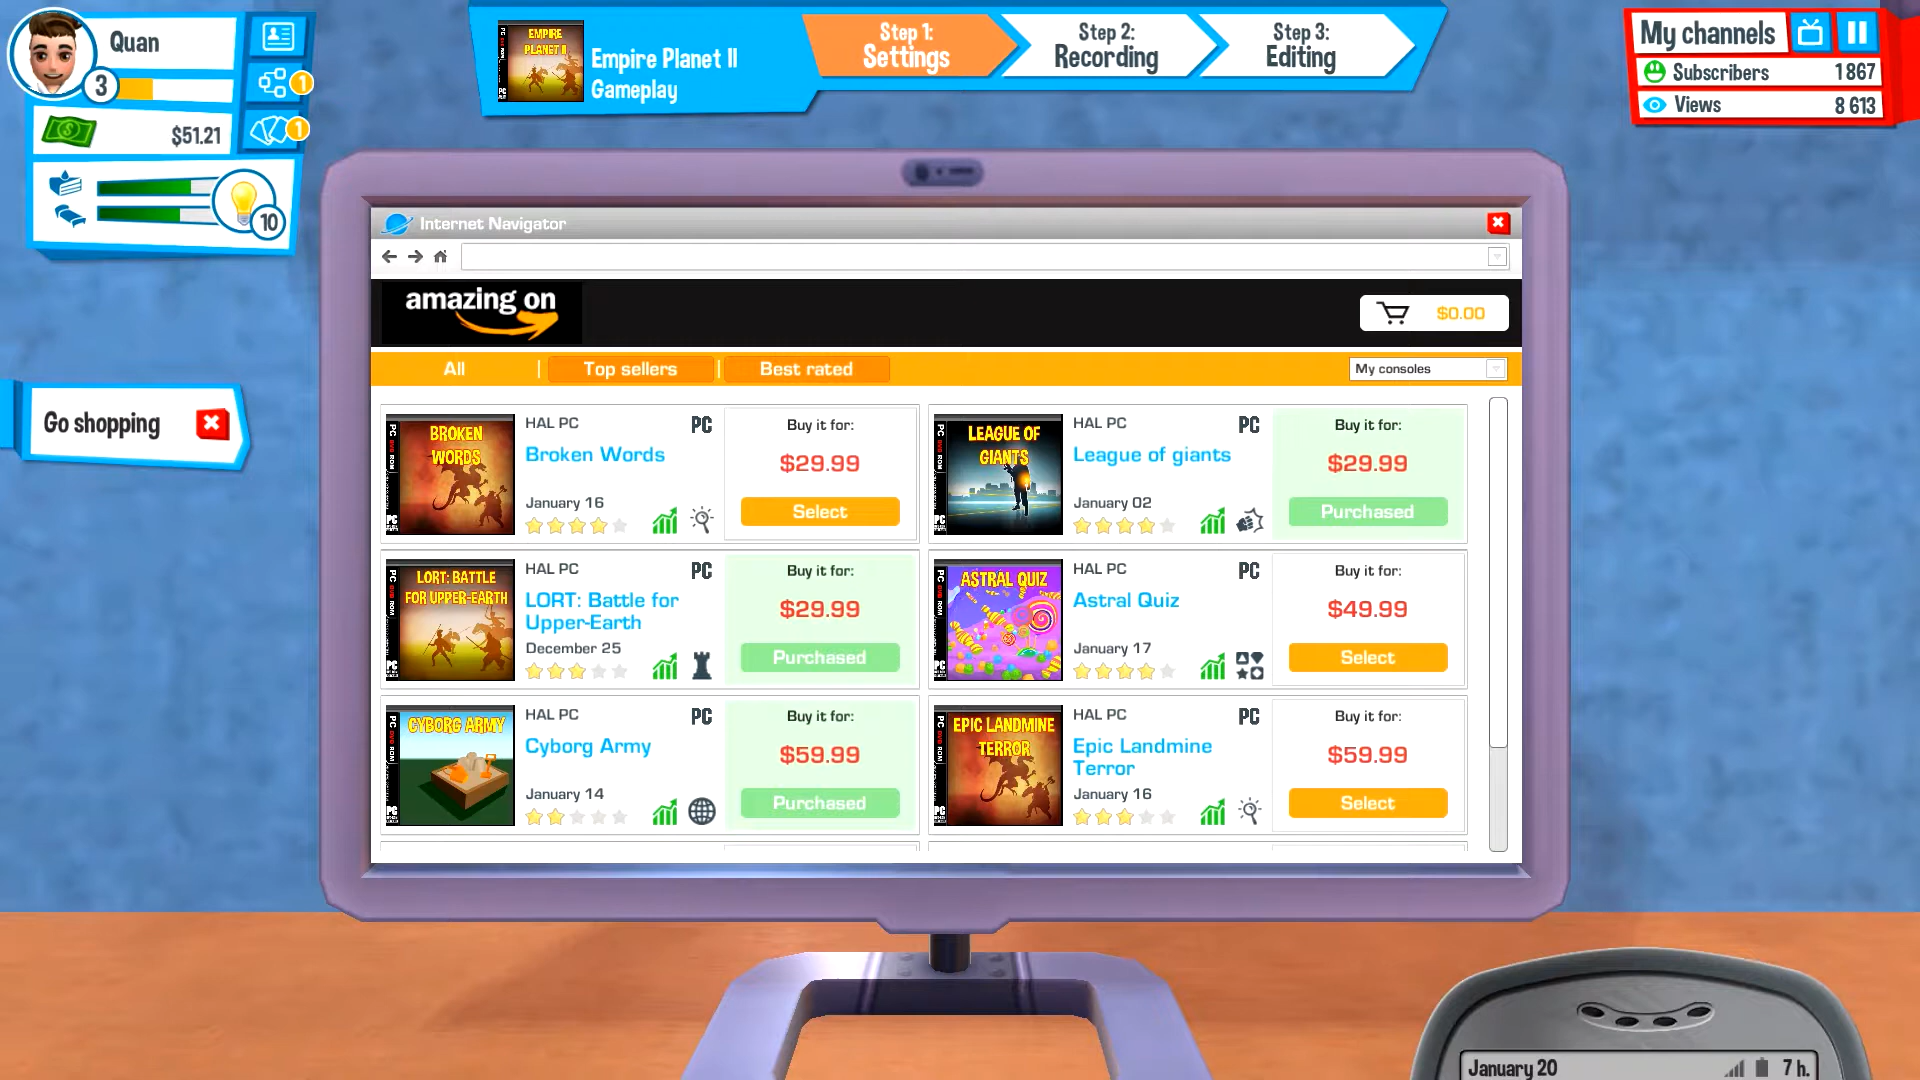 Quan
3
1
$51.21
1
10
EMPIRE
PLANET II
Empire Planet II
Gameplay
Step 1:
Settings
Step 2:
Recording
Step 3:
Editing
My channels
Subscribers 1 867
Views 8 613
Go shopping
Internet Navigator
amazing on
$0.00
All
Top sellers
Best rated
My consoles
BROKEN
WORDS
HAL PC
PC
Broken Words
January 16
Buy it for:
$29.99
Select
LEAGUE OF
GIANTS
HAL PC
PC
League of giants
January 02
Buy it for:
$29.99
Purchased
LORT: BATTLE
FOR UPPER-EARTH
HAL PC
PC
LORT: Battle for
Upper-Earth
December 25
Buy it for:
$29.99
Purchased
ASTRAL QUIZ
HAL PC
PC
Astral Quiz
January 17
Buy it for:
$49.99
Select
CYBORG ARMY
HAL PC
PC
Cyborg Army
January 14
Buy it for:
$59.99
Purchased
EPIC LANDMINE
TERROR
HAL PC
PC
Epic Landmine
Terror
January 16
Buy it for:
$59.99
Select
January 20
7 h.